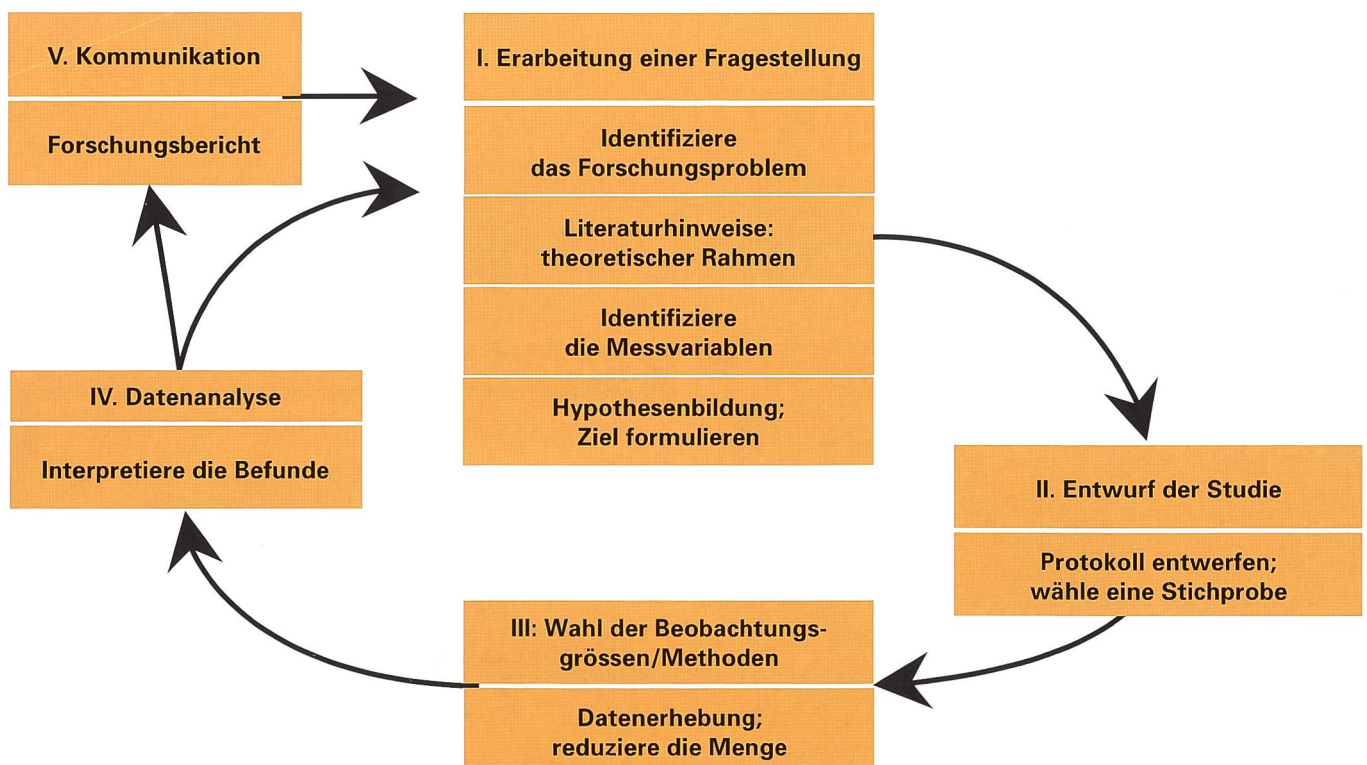 V. Kommunikation
Forschungsbericht
I. Erarbeitung einer Fragestellung
Identifiziere
das Forschungsproblem
Literaturhinweise:
theoretischer Rahmen
Identifiziere
die Messvariablen
Hypothesenbildung;
Ziel formulieren
II. Entwurf der Studie
Protokoll entwerfen;
wähle eine Stichprobe
III: Wahl der Beobachtungs-
grössen/Methoden
Datenerhebung;
reduziere die Menge
IV. Datenanalyse
Interpretiere die Befunde